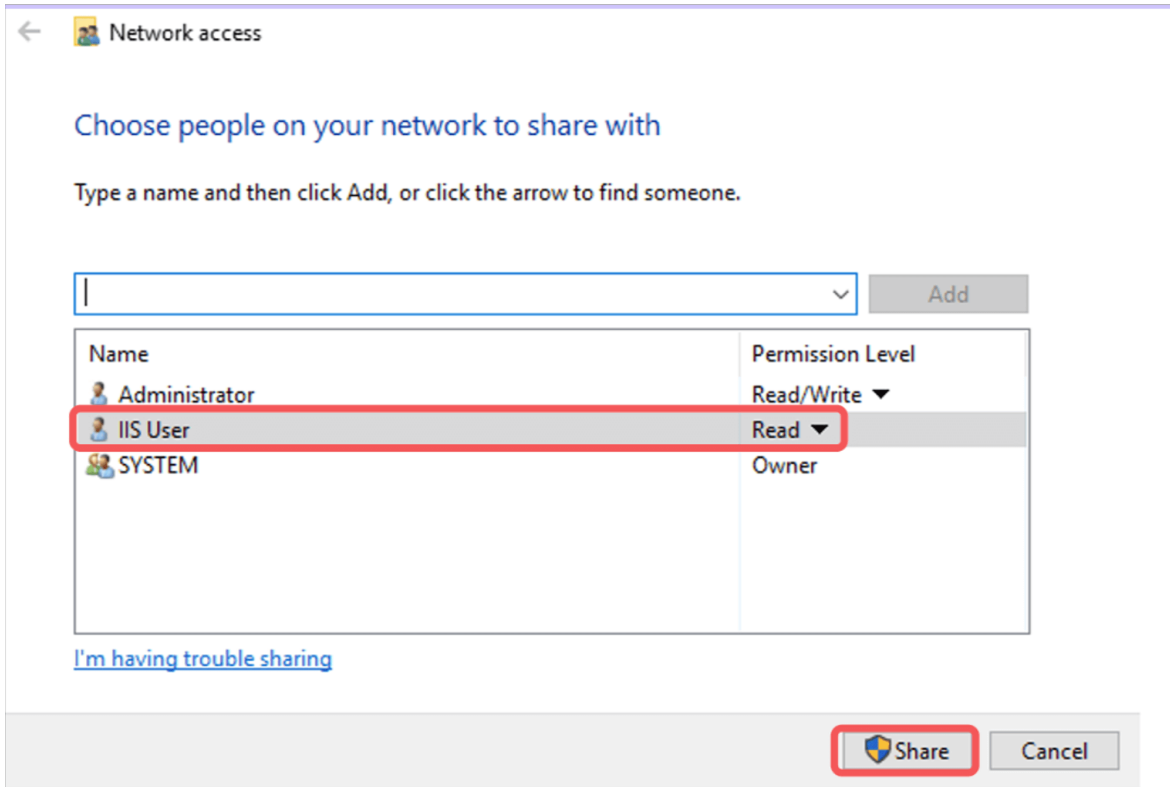 Network access
Choose people on your network to share with
Type a name and then click Add, or click the arrow to find someone.
Add
Name Permission Level
Administrator Read/Write
IIS User Read
SYSTEM Owner
I'm having trouble sharing
Share Cancel